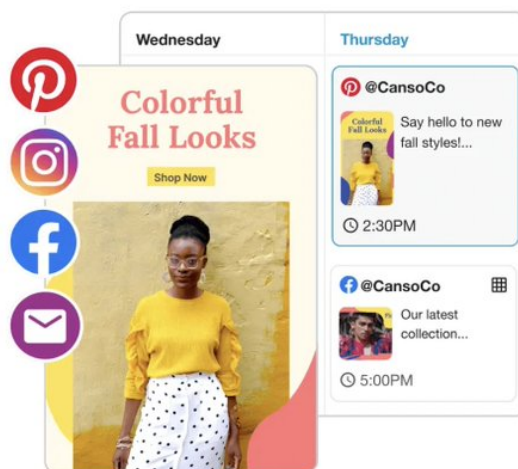 Wednesday
Thursday
Colorful
Fall Looks
Shop Now
@CansoCo
Colorful
Fall Looks
Say hello to new
fall styles!...
2:30PM
@CansoCo
Our latest
collection...
5:00PM